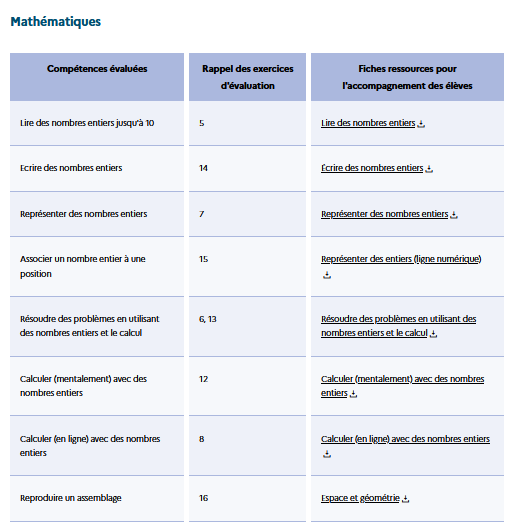 Mathématiques
Compétences évaluées
Rappel des exercices
d'évaluation
Fiches ressources pour
l'accompagnement des élèves
Lire des nombres entiers jusqu'à 10
5
Lire des nombres entiers
Ecrire des nombres entiers
14
Écrire des nombres entiers
Représenter des nombres entiers
7
Représenter des nombres entiers
Associer un nombre entier à une
position
15
Représenter des entiers (ligne numérique)
Résoudre des problèmes en utilisant
des nombres entiers et le calcul
6, 13
Résoudre des problèmes en utilisant des
nombres entiers et le calcul
Calculer (mentalement) avec des
nombres entiers
12
Calculer (mentalement) avec des nombres
entiers
Calculer (en ligne) avec des nombres
entiers
8
Calculer (en ligne) avec des nombres entiers
Reproduire un assemblage
16
Espace et géométrie